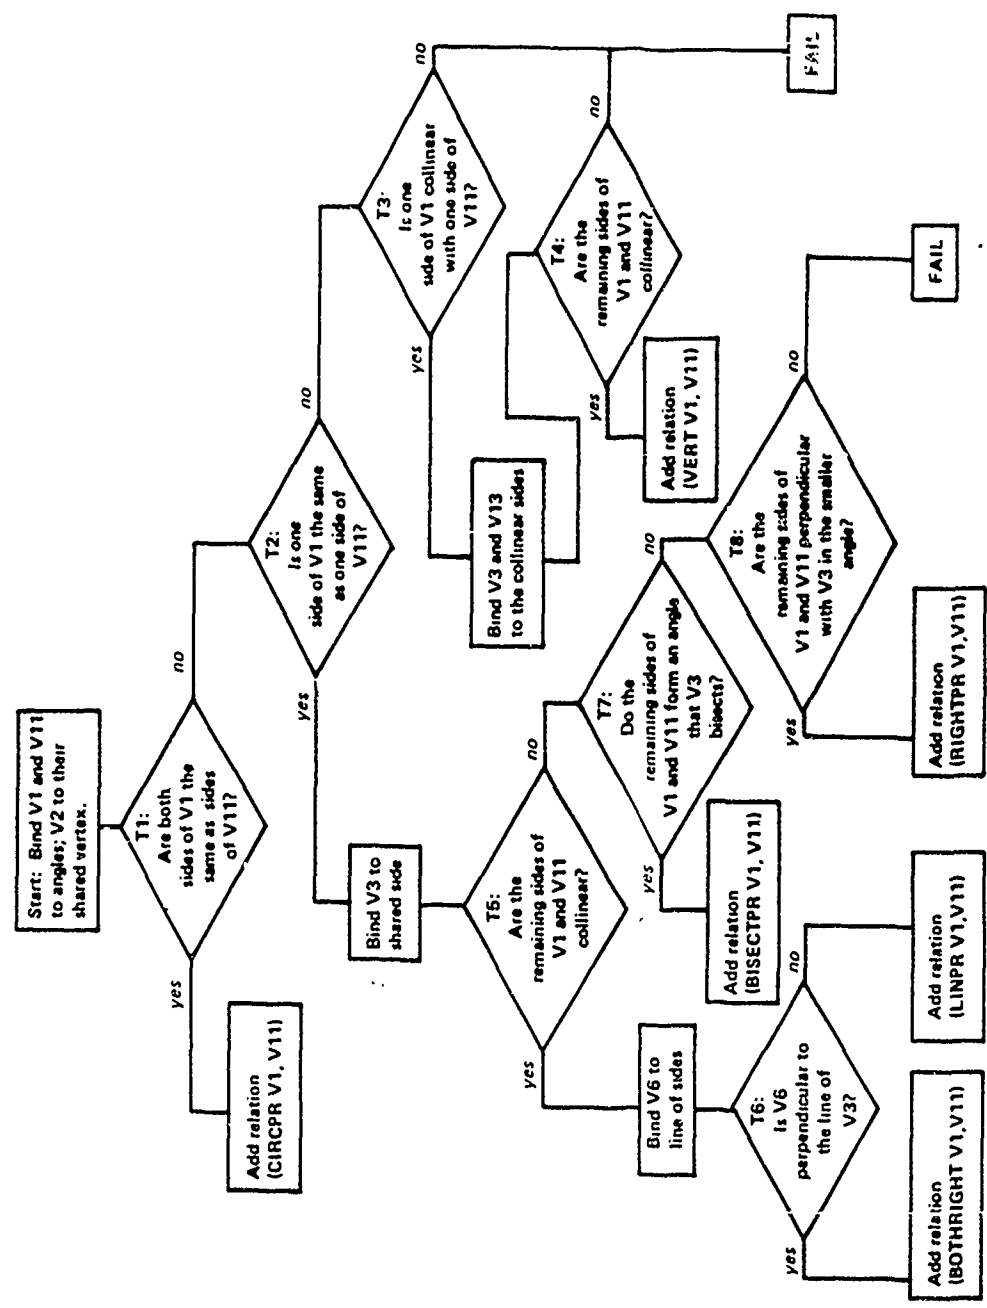 Start: Bind V1 and V11
to angles; V2 to their
shared vertex.
T1:
Are both
sides of V1 the
same as sides
of V11?
yes
no
Add relation
(CIRCPR V1, V11)
T2:
Is one
side of V1 the same
as one side of
V11?
yes
no
T3:
Is one
side of V1 collinear
with one side of
V11?
yes
no
Bind V3 to
shared side
Bind V3 and V13
to the collinear sides
T4:
Are the
remaining sides of
V1 and V11
collinear?
yes
no
Add relation
(VERT V1, V11)
FAIL
T5:
Are the
remaining sides of
V1 and V11
collinear?
yes
no
Bind V6 to
line of sides
T6:
Is V6
perpendicular to
the line of
V3?
yes
no
Add relation
(BOTHRIGHT V1,V11)
Add relation
(LINPR V1,V11)
T7:
Do the
remaining sides of
V1 and V11 form an angle
that V3
bisects?
yes
no
Add relation
(BISECTPR V1, V11)
T8:
Are the
remaining sides of
V1 and V11 perpendicular
with V3 in the smaller
angle?
yes
no
Add relation
(RIGHTPR V1,V11)
FAIL